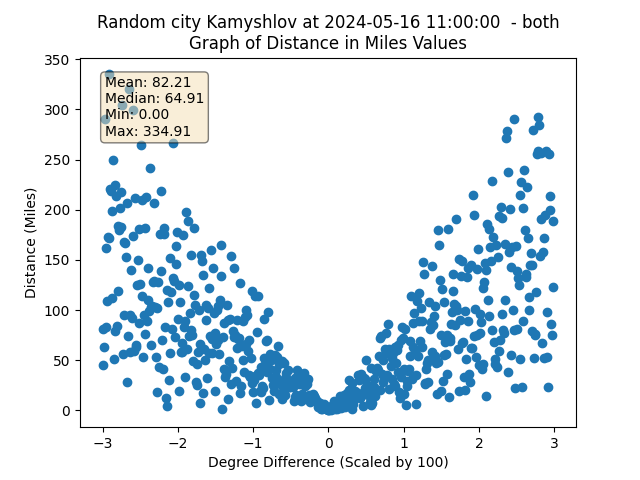 Random city Kamyshlov at 2024-05-16 11:00:00  - both
Graph of Distance in Miles Values
350
300
250
200
150
100
50
0
Distance (Miles)
Mean: 82.21
Median: 64.91
Min: 0.00
Max: 334.91
−3
−2
−1
0
1
2
3
Degree Difference (Scaled by 100)